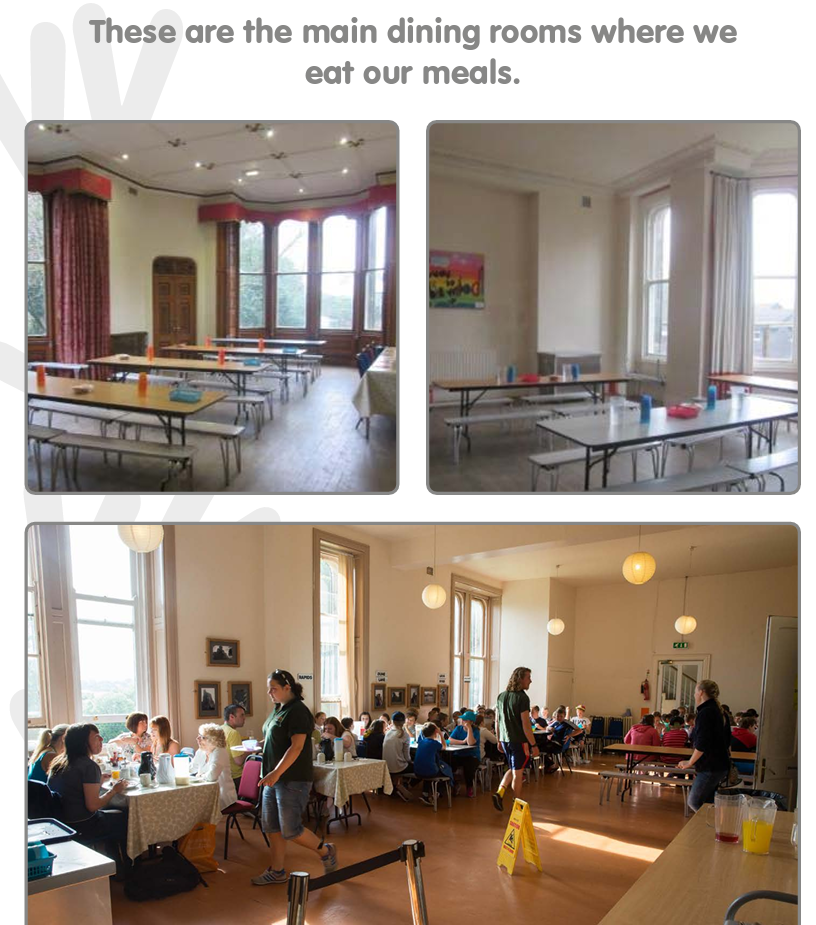 These are the main dining rooms where we
eat our meals.